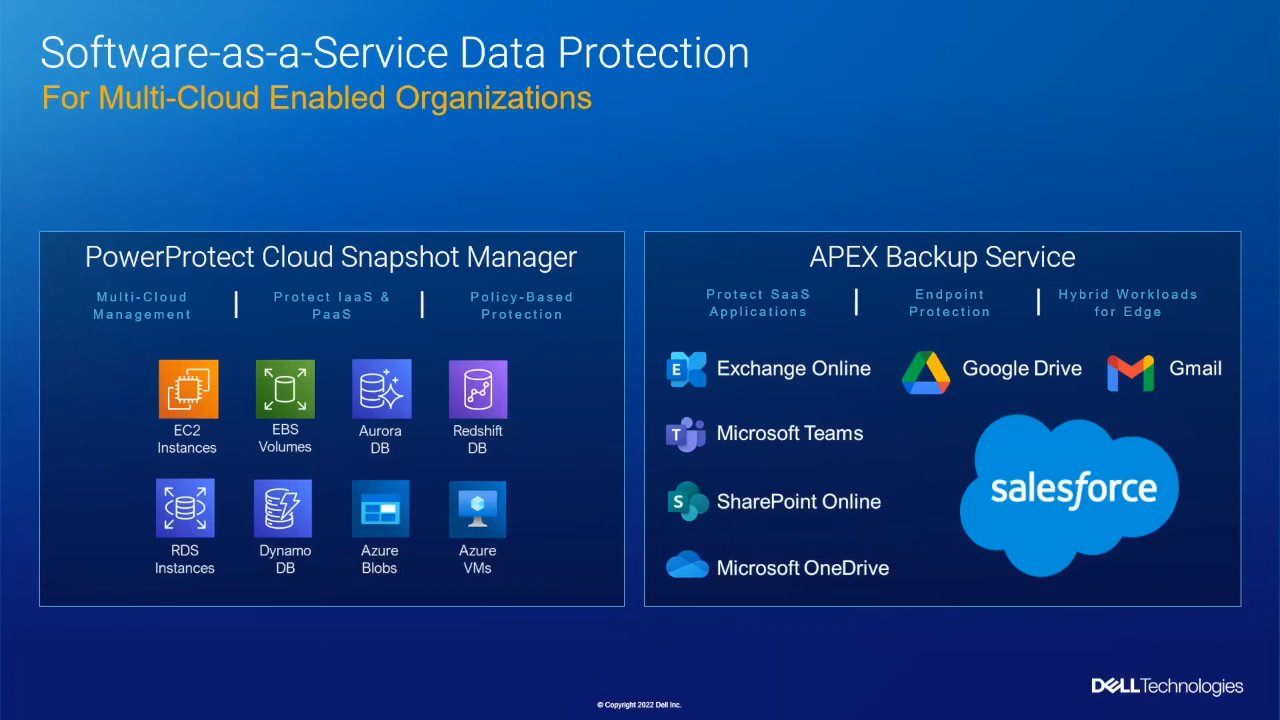 Software-as-a-Service Data Protection
For Multi-Cloud Enabled Organizations
PowerProtect Cloud Snapshot Manager
Multi-Cloud
Management
Protect IaaS &
PaaS
Policy-Based
Protection
EC2
Instances
EBS
Volumes
Aurora
DB
Redshift
DB
RDS
Instances
Dynamo
DB
Azure
Blobs
Azure
VMs
APEX Backup Service
Protect SaaS
Applications
Endpoint
Protection
Hybrid Workloads
for Edge
E
Exchange Online
Google Drive
Gmail
T
Microsoft Teams
S
SharePoint Online
Microsoft OneDrive
salesforce
DELL Technologies
© Copyright 2022 Dell Inc.